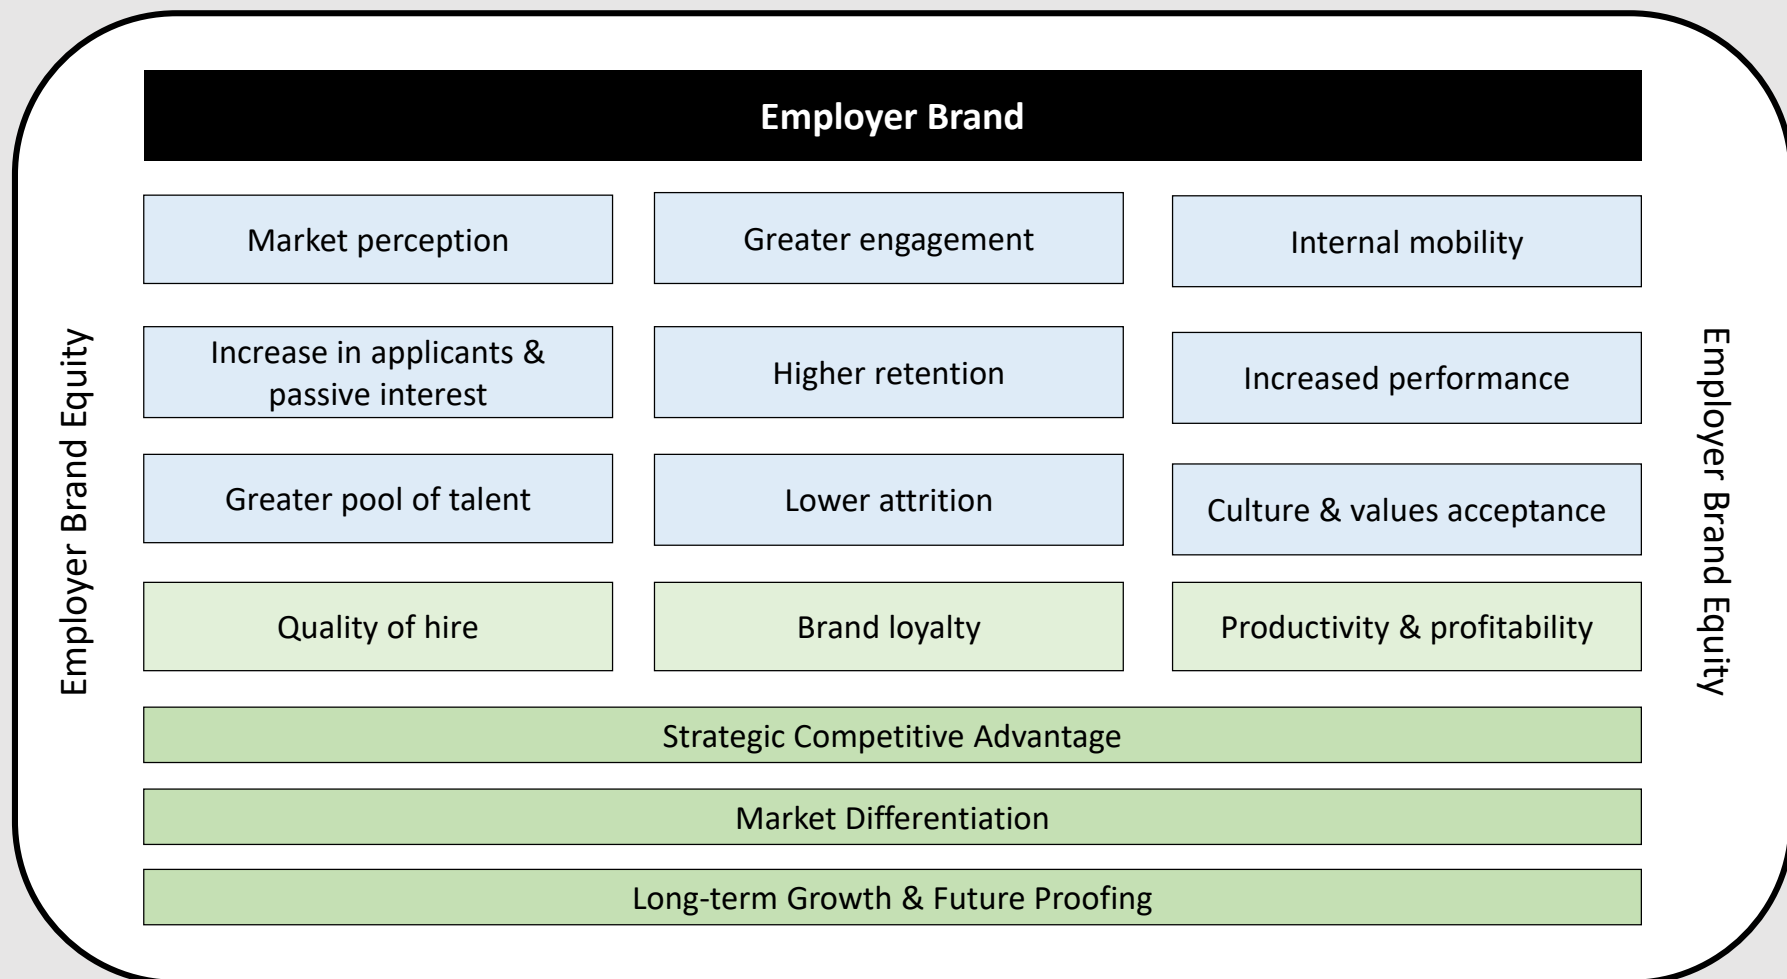 Employer Brand
Market perception
Greater engagement
Internal mobility
Increase in applicants &
passive interest
Higher retention
Increased performance
Greater pool of talent
Lower attrition
Culture & values acceptance
Quality of hire
Brand loyalty
Productivity & profitability
Strategic Competitive Advantage
Market Differentiation
Long-term Growth & Future Proofing
Employer Brand Equity
Employer Brand Equity